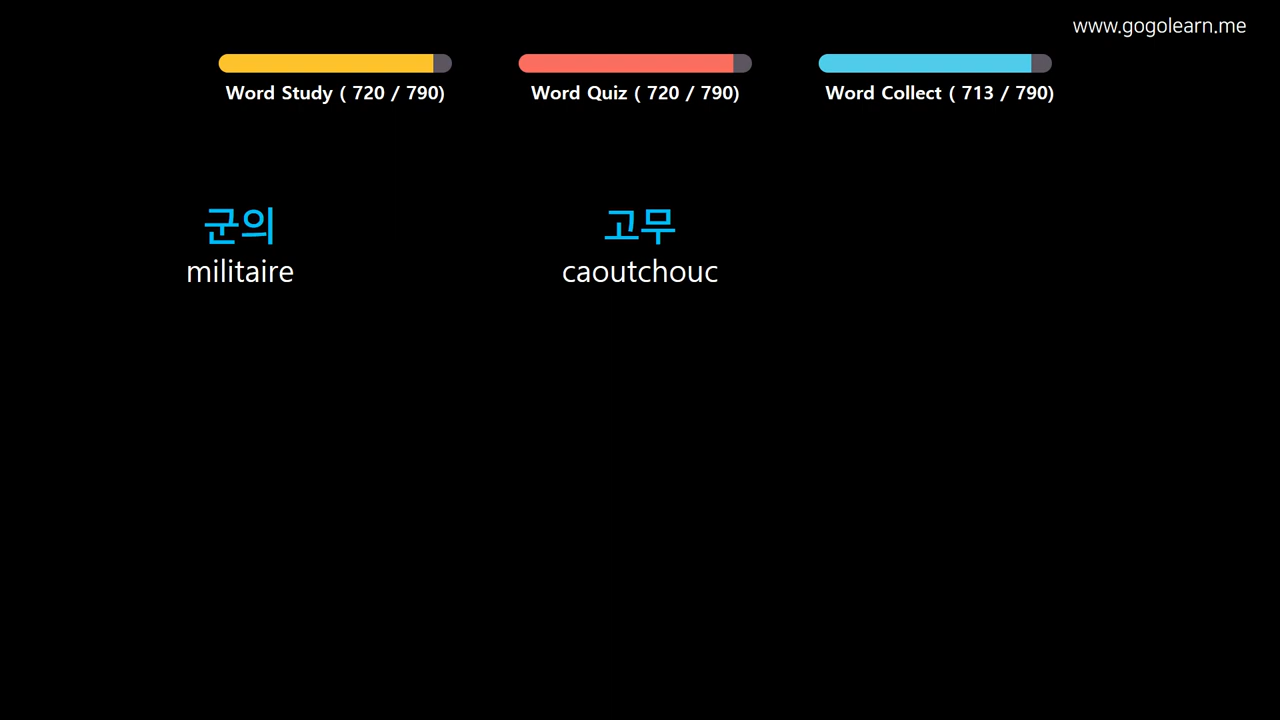 www.gogolearn.me
Word Study ( 720 / 790)
Word Quiz ( 720 / 790)
Word Collect ( 713 / 790)
군의
militaire
고무
caoutchouc